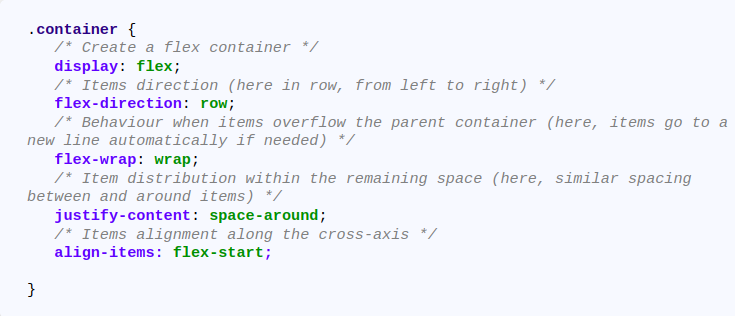 .container {
/* Create a flex container */
display: flex;
/* Items direction (here in row, from left to right) */
flex-direction: row;
/* Behaviour when items overflow the parent container (here, items go to a
new line automatically if needed) */
flex-wrap: wrap;
/* Item distribution within the remaining space (here, similar spacing
between and around items) */
justify-content: space-around;
/* Items alignment along the cross-axis */
align-items: flex-start;
}